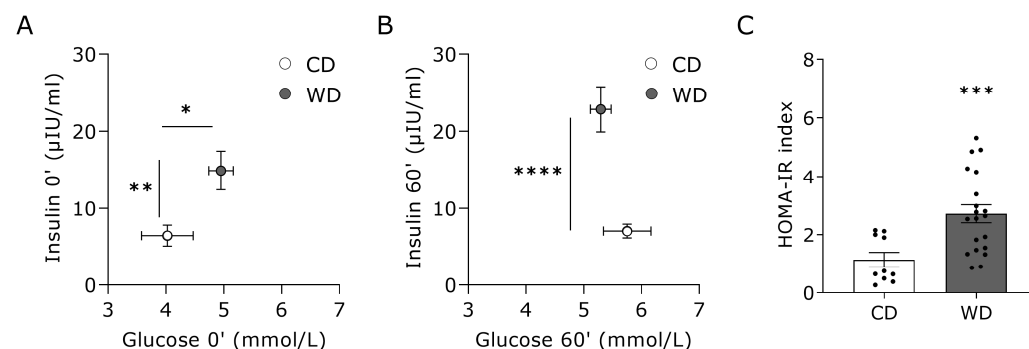 A
30
20
10
0
Insulin 0' (µIU/ml)
CD
WD
*
**
3 4 5 6 7
Glucose 0' (mmol/L)
B
30
20
10
0
Insulin 60' (µIU/ml)
CD
WD
****
3 4 5 6 7
Glucose 60' (mmol/L)
C
8
6
4
2
0
HOMA-IR index
***
CD WD